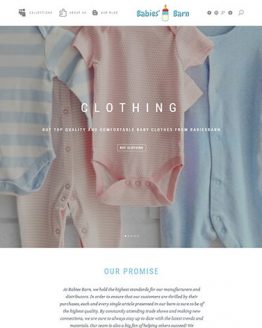 COLLECTIONS
ABOUT US
OUR BLOG
Babies Barn
CLOTHING
BUY TOP QUALITY AND COMFORTABLE BABY CLOTHES FROM BABIESBARN
BUY CLOTHING
OUR PROMISE
At Babies Barn, we hold the highest standards for our manufacturers and
distributors. In order to ensure that our customers are thrilled by their
purchases, each and every single article presented in our barn is sure to be of
the highest quality. By constantly attending trade shows and making new
connections, we are sure to always stay up to date with the latest trends and
materials. Our team is also a big fan of helping others succeed! We